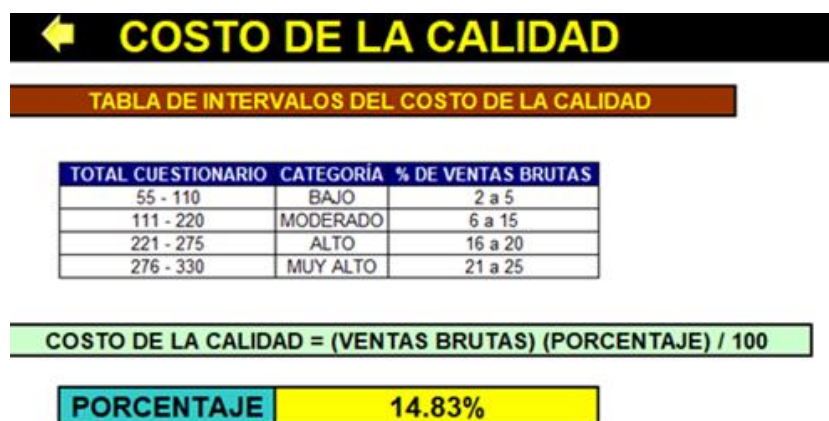 COSTO DE LA CALIDAD
TABLA DE INTERVALOS DEL COSTO DE LA CALIDAD
TOTAL CUESTIONARIO CATEGORÍA % DE VENTAS BRUTAS
55 - 110 BAJO 2 a 5
111 - 220 MODERADO 6 a 15
221 - 275 ALTO 16 a 20
276 - 330 MUY ALTO 21 a 25
COSTO DE LA CALIDAD = (VENTAS BRUTAS) (PORCENTAJE) / 100
PORCENTAJE 14.83%